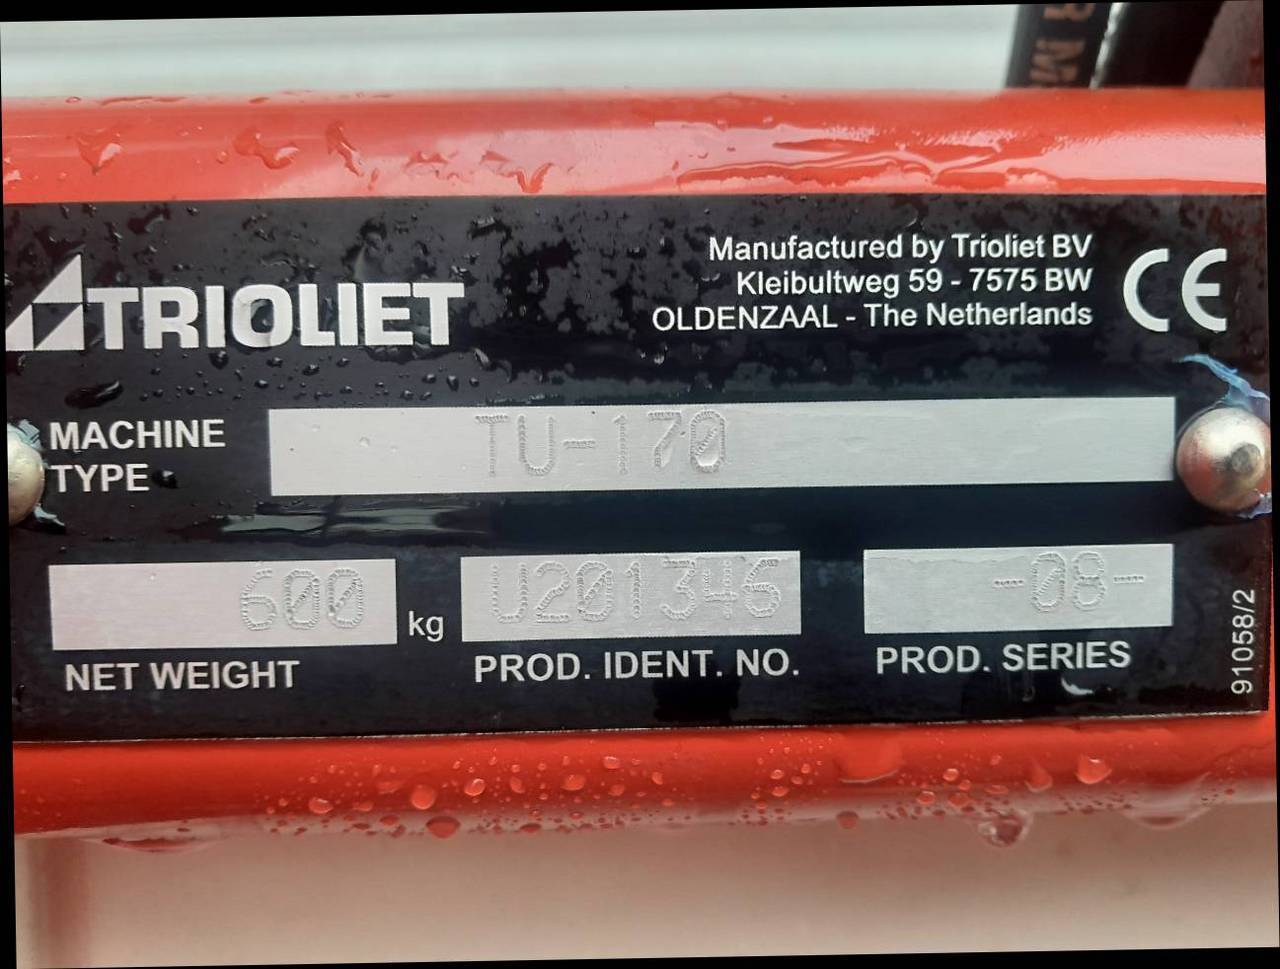 R M
TRIOLIET
Manufactured by Trioliet BV
Kleibultweg 59 - 7575 BW
OLDENZAAL - The Netherlands
CE
MACHINE TYPE
TU-170
600 kg
NET WEIGHT
U201346
PROD. IDENT. NO.
-08-
PROD. SERIES
91058/2